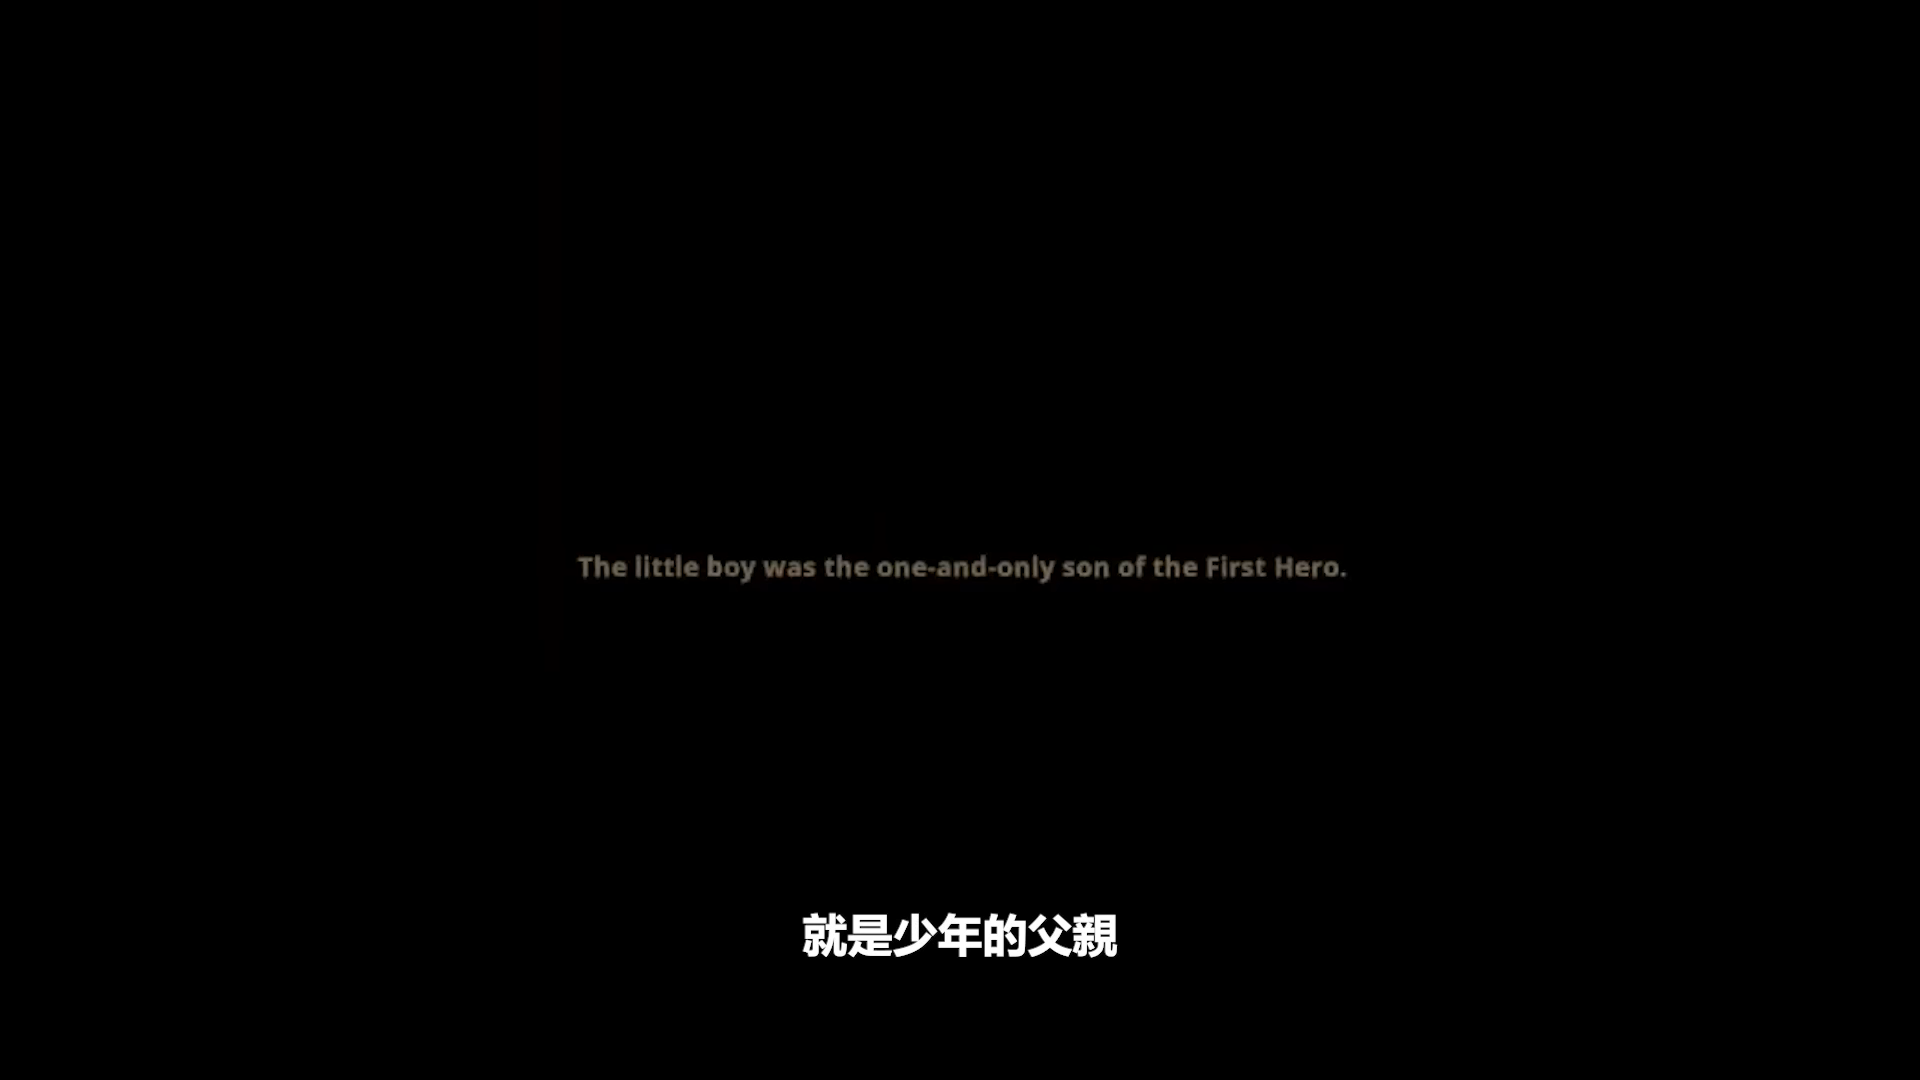 The little boy was the one-and-only son of the First Hero.
就是少年的父親